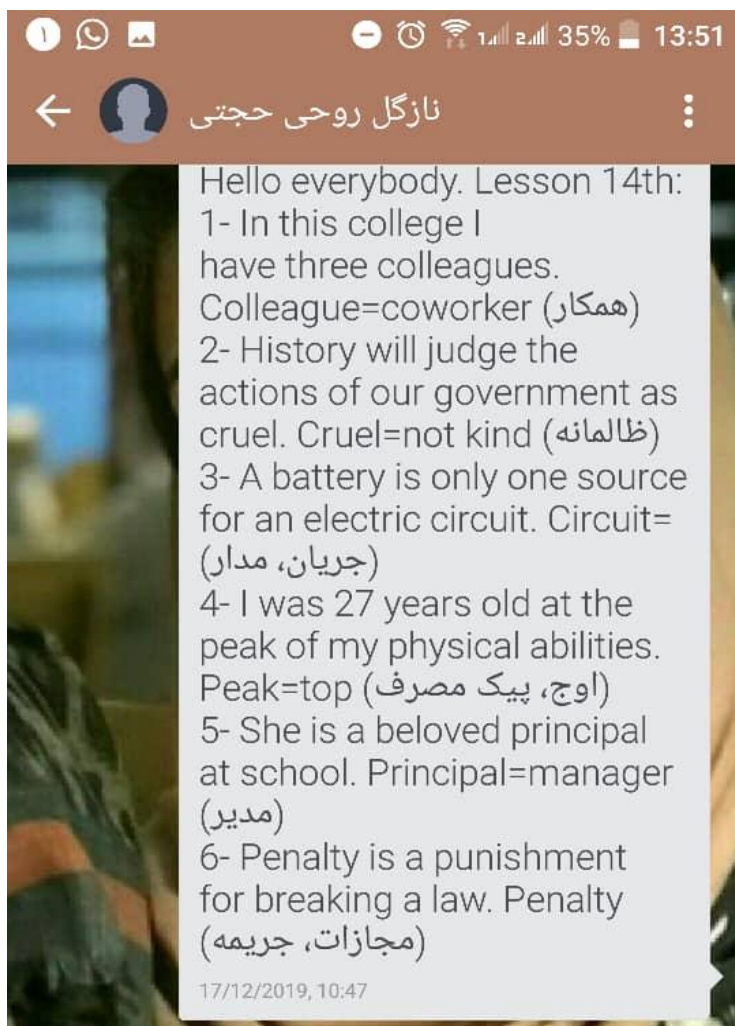 ۱ 1 2 35% 13:51
نازگل روحی حجتی
Hello everybody. Lesson 14th:
1- In this college I
have three colleagues.
Colleague=coworker (همکار)
2- History will judge the
actions of our government as
cruel. Cruel=not kind (ظالمانه)
3- A battery is only one source
for an electric circuit. Circuit=
(جریان، مدار)
4- I was 27 years old at the
peak of my physical abilities.
Peak=top (اوج، پیک مصرف)
5- She is a beloved principal
at school. Principal=manager
(مدیر)
6- Penalty is a punishment
for breaking a law. Penalty
(مجازات، جریمه)
17/12/2019, 10:47